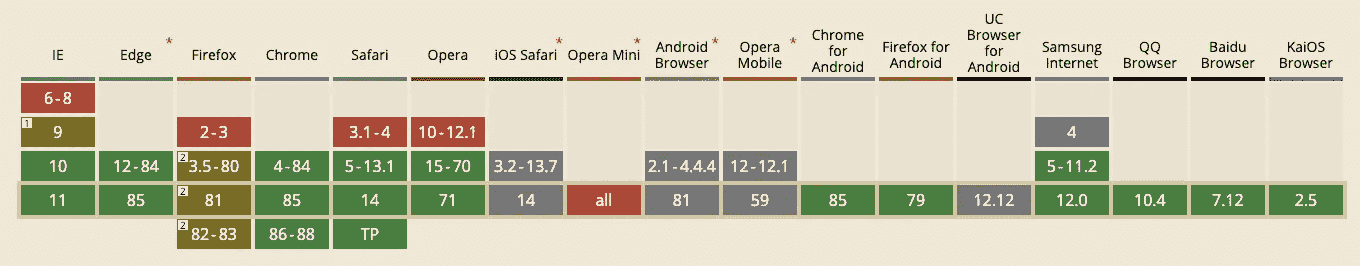 IE Edge * Firefox Chrome Safari Opera iOS Safari * Opera Mini Android Browser * Opera Mobile * Chrome for Android Firefox for Android UC Browser for Android Samsung Internet QQ Browser Baidu Browser KaiOS Browser
6-8
1 9 2-3 3.1-4 10-12.1 4
10 12-84 2 3.5-80 4-84 5-13.1 15-70 3.2-13.7 2.1-4.4.4 12-12.1 5-11.2
11 85 2 81 85 14 71 14 all 81 59 85 79 12.12 12.0 10.4 7.12 2.5
2 82-83 86-88 TP